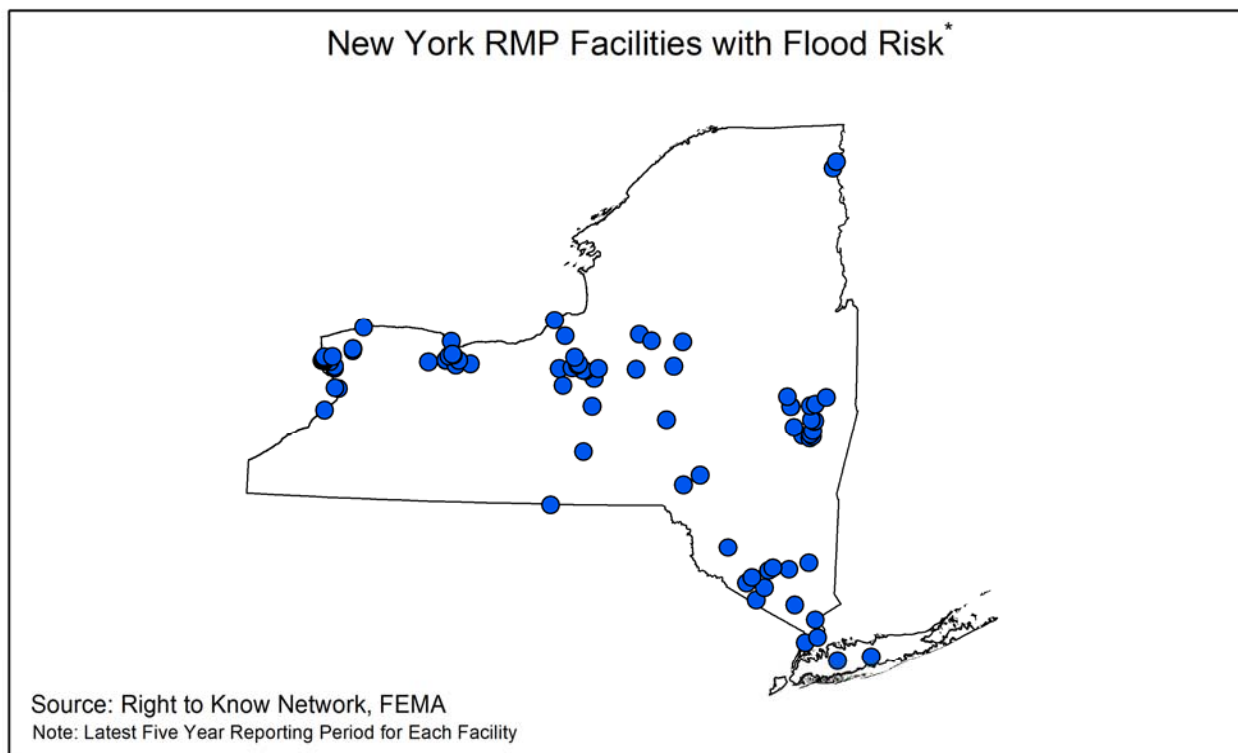 New York RMP Facilities with Flood Risk*
Source: Right to Know Network, FEMA
Note: Latest Five Year Reporting Period for Each Facility